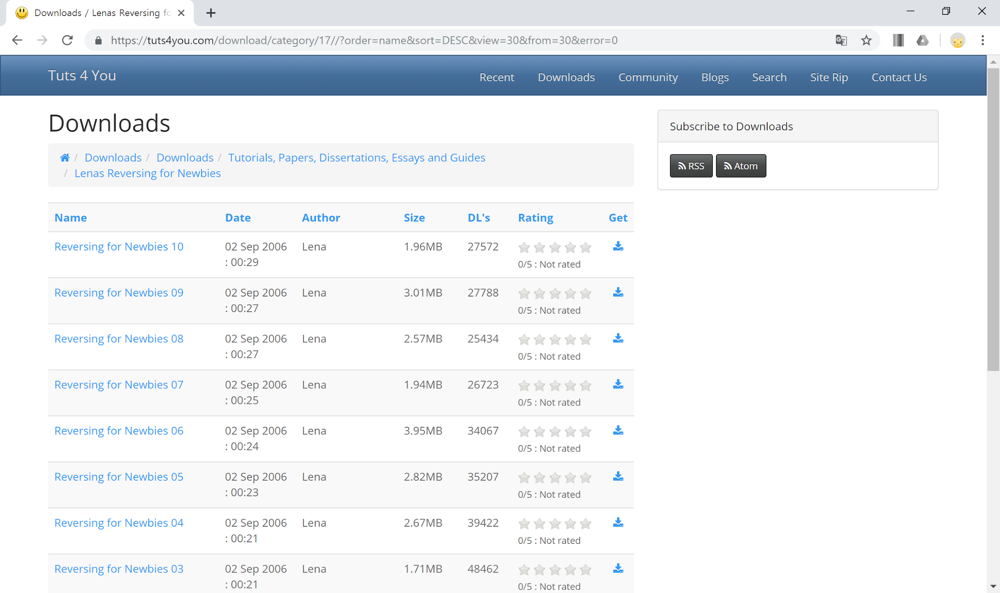 Downloads / Lenas Reversing fo
https://tuts4you.com/download/category/17//?order=name&sort=DESC&view=30&from=30&error=0
Tuts 4 You
Recent
Downloads
Community
Blogs
Search
Site Rip
Contact Us
Downloads
/ Downloads / Downloads / Tutorials, Papers, Dissertations, Essays and Guides
/ Lenas Reversing for Newbies
Subscribe to Downloads
RSS
Atom
Name Date Author Size DL's Rating Get
Reversing for Newbies 10 02 Sep 2006 Lena 1.96MB 27572
: 00:29 0/5 : Not rated
Reversing for Newbies 09 02 Sep 2006 Lena 3.01MB 27788
: 00:27 0/5 : Not rated
Reversing for Newbies 08 02 Sep 2006 Lena 2.57MB 25434
: 00:27 0/5 : Not rated
Reversing for Newbies 07 02 Sep 2006 Lena 1.94MB 26723
: 00:25 0/5 : Not rated
Reversing for Newbies 06 02 Sep 2006 Lena 3.95MB 34067
: 00:24 0/5 : Not rated
Reversing for Newbies 05 02 Sep 2006 Lena 2.82MB 35207
: 00:23 0/5 : Not rated
Reversing for Newbies 04 02 Sep 2006 Lena 2.67MB 39422
: 00:21 0/5 : Not rated
Reversing for Newbies 03 02 Sep 2006 Lena 1.71MB 48462
: 00:21 0/5 : Not rated